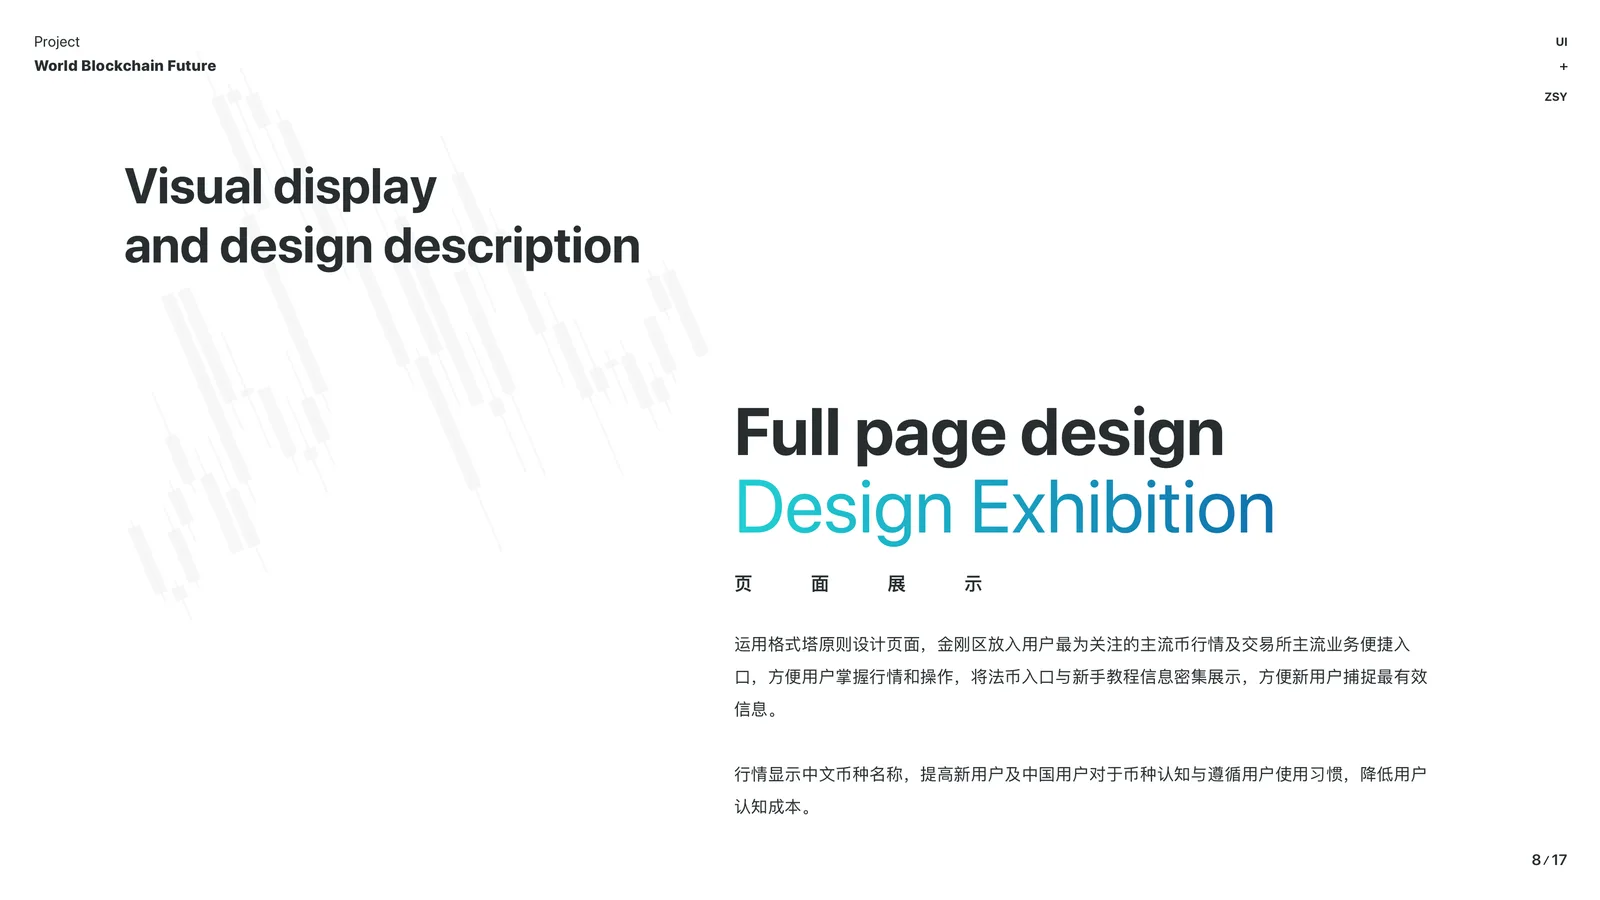 Project
World Blockchain Future
UI
+
ZSY
Visual display
and design description
Full page design
Design Exhibition
页 面 展 示
运用格式塔原则设计页面，金刚区放入用户最为关注的主流币行情及交易所主流业务便捷入
口，方便用户掌握行情和操作，将法币入口与新手教程信息密集展示，方便新用户捕捉最有效
信息。
行情显示中文币种名称，提高新用户及中国用户对于币种认知与遵循用户使用习惯，降低用户
认知成本。
8 / 17